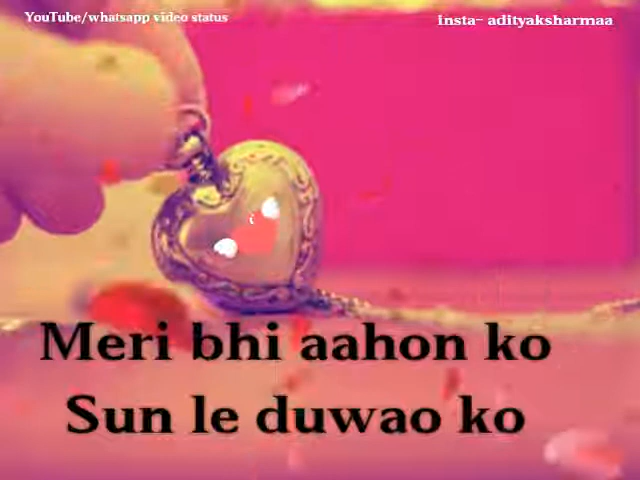 YouTube/whatsapp video status
insta- adityaksharmaa
Meri bhi aahon ko
Sun le duwao ko